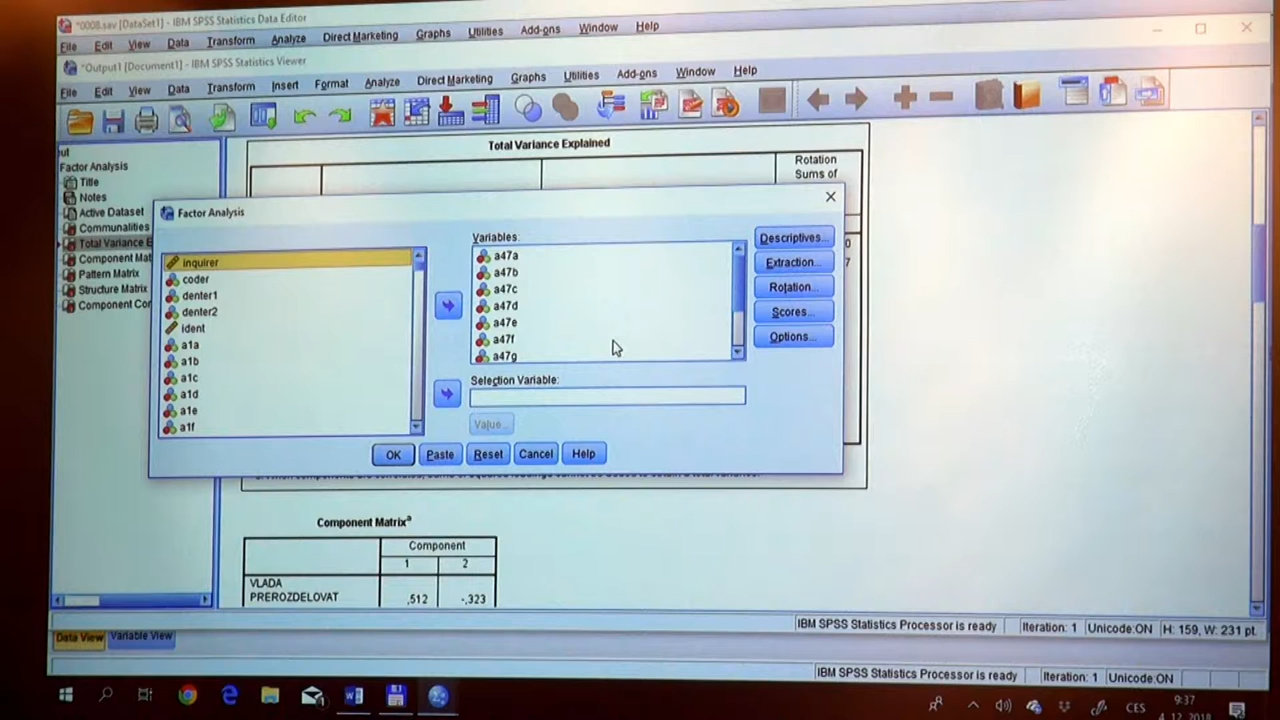 *0008.sav [DataSet1] - IBM SPSS Statistics Data Editor
File Edit View Data Transform Analyze Direct Marketing Graphs Utilities Add-ons Window Help
*Output1 [Document1] - IBM SPSS Statistics Viewer
File Edit View Data Transform Insert Format Analyze Direct Marketing Graphs Utilities Add-ons Window Help
Total Variance Explained
Rotation
Sums of
Factor Analysis
Title
Notes
Active Dataset
Communalities
Total Variance E
Component Mat
Pattern Matrix
Structure Matrix
Component Co
Factor Analysis
inquirer
coder
denter1
denter2
ident
a1a
a1b
a1c
a1d
a1e
a1f
Variables:
a47a
a47b
a47c
a47d
a47e
a47f
a47g
Selection Variable:
Value...
Descriptives...
Extraction...
Rotation...
Scores...
Options...
OK Paste Reset Cancel Help
0
7
Component Matrixa
Component
1 2
VLADA
PREROZDELOVAT ,512 -,323
IBM SPSS Statistics Processor is ready Iteration: 1 Unicode:ON H: 159, W: 231 pt.
Data View Variable View
IBM SPSS Statistics Processor is ready Iteration: 1 Unicode:ON
CES
9:37
4. 12. 2018